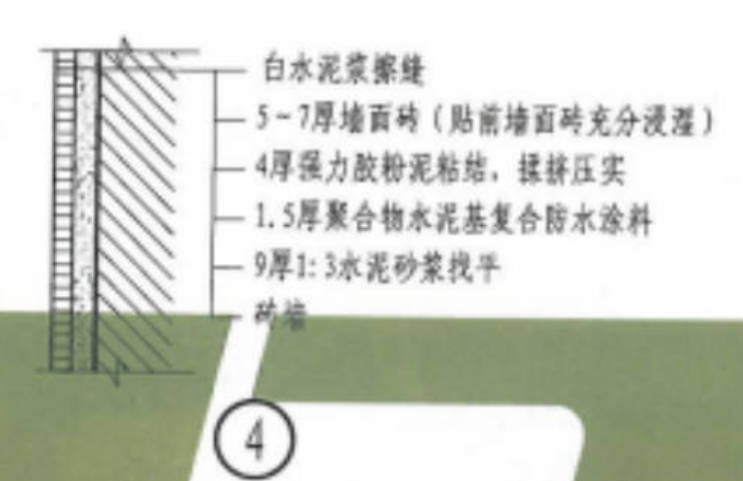 白水泥浆擦缝
5~7厚墙面砖(贴前墙面砖充分浸湿)
4厚强力胶粉泥粘结,揉挤压实
1.5厚聚合物水泥基复合防水涂料
9厚1:3水泥砂浆找平
砖墙
4